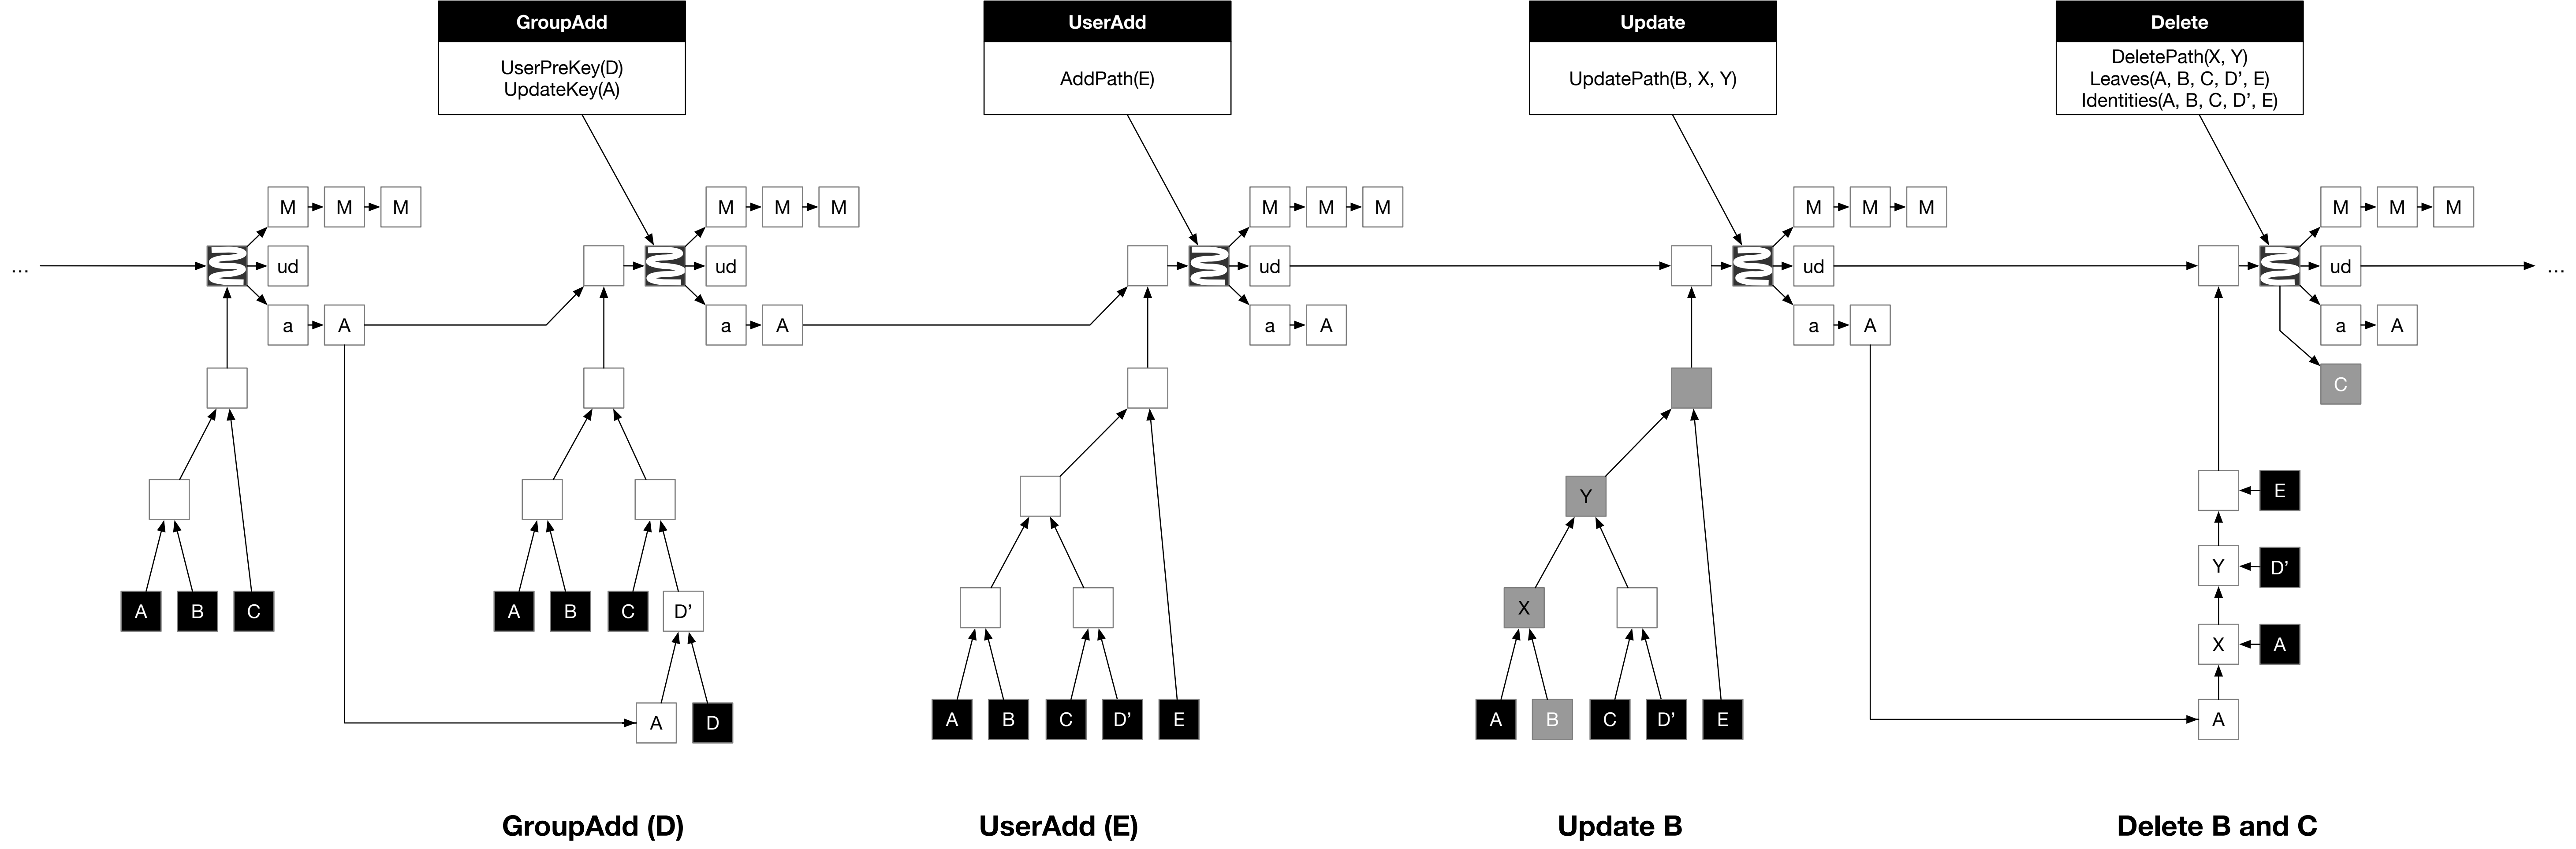 GroupAdd
UserPreKey(D)
UpdateKey(A)
UserAdd
AddPath(E)
Update
UpdatePath(B, X, Y)
Delete
DeletePath(X, Y)
Leaves(A, B, C, D’, E)
Identities(A, B, C, D’, E)
M M M
M M M
M M M
M M M
M M M
...
ud
ud
ud
ud
ud
...
a A
a A
a A
a A
a A
C
Y
E
Y
D’
A B C
A B C D’
X
X
A
A D
A B C D’ E
A B C D’ E
A
GroupAdd (D)
UserAdd (E)
Update B
Delete B and C